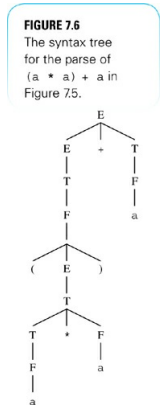 FIGURE 7.6
The syntax tree
for the parse of
(a * a) + a in
Figure 7.5.
E
E + T
T F
F a
( E )
T
T * F
F a
a